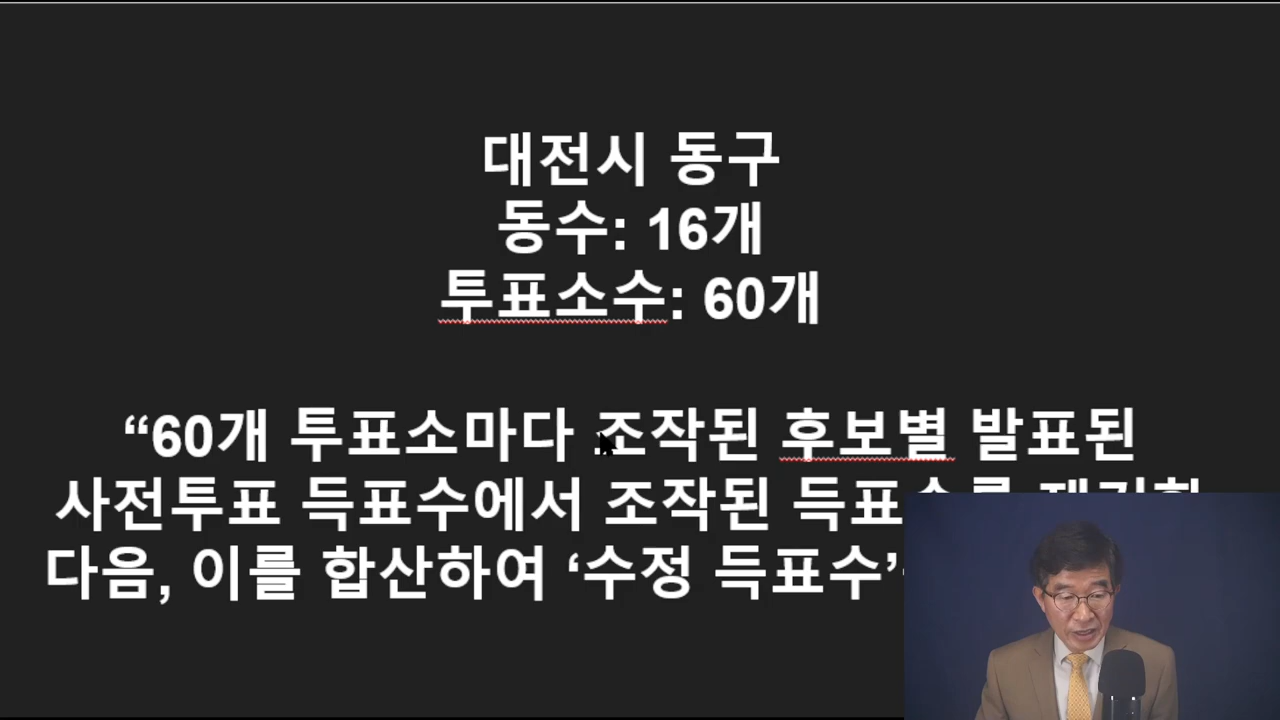 대전시 동구
동수: 16개
투표소수: 60개
“60개 투표소마다 조작된 후보별 발표된
사전투표 득표수에서 조작된
다음, 이를 합산하여 ‘수정 득표수’